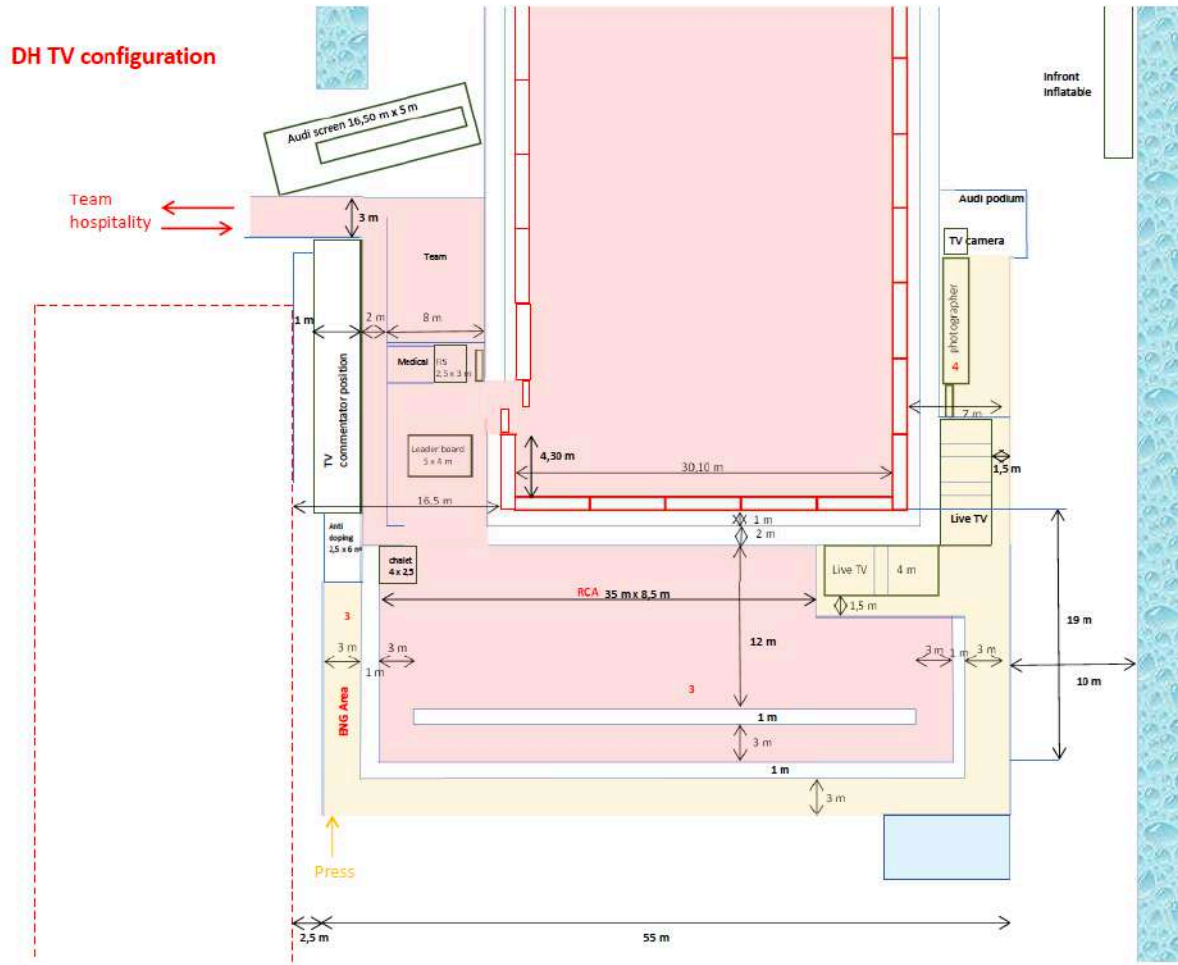 DH TV configuration
Infront
Inflatable
Audi screen 16,50 m x 5 m
Team
hospitality
3 m
Audi podium
TV camera
Team
photographer
4
1 m
2 m
8 m
Medical
FIS
2,5 x 3 m
TV
commentator position
7 m
Leader board
5 x 4 m
4,30 m
30,10 m
1,5 m
16,5 m
1 m
2 m
Live TV
Anti
doping
2,5 x 6 m
chalet
4 x 2,5
Live TV
4 m
RCA 35 m x 8,5 m
1,5 m
3
12 m
19 m
3 m
3 m
3 m
1 m
3 m
1 m
10 m
3
ENG Area
1 m
3 m
1 m
3 m
Press
2,5 m
55 m